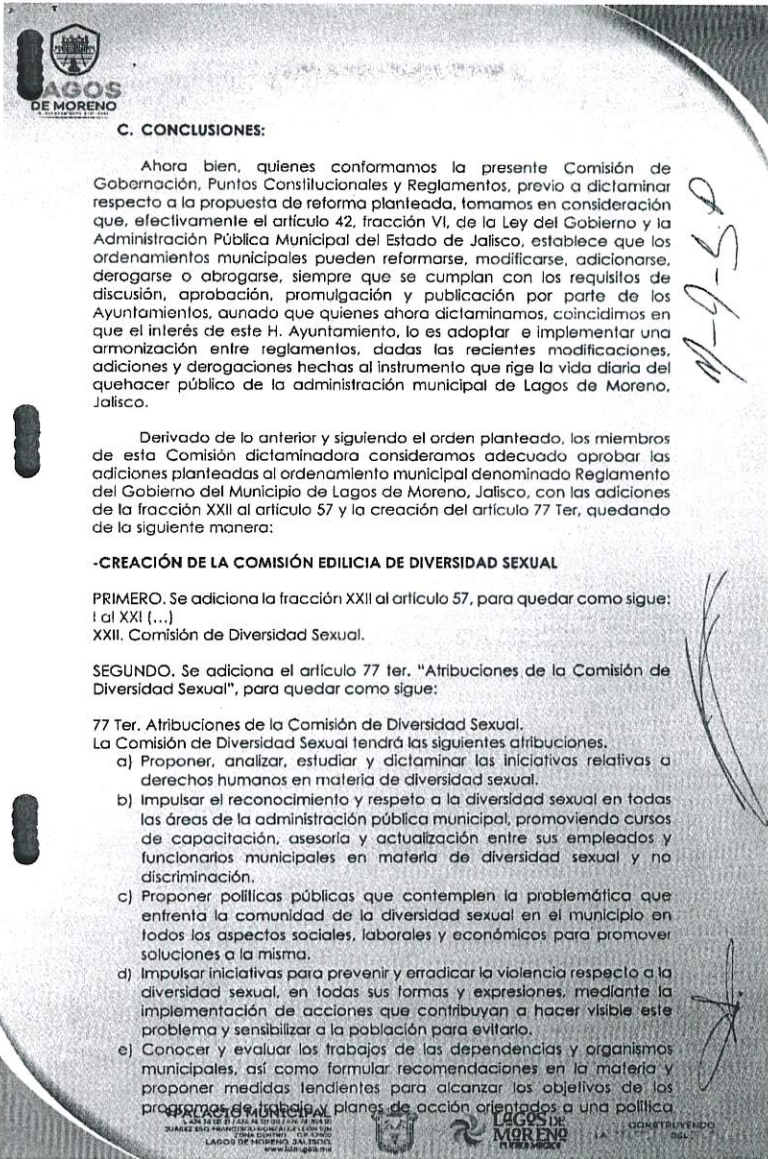 LAGOS
DE MORENO
C. CONCLUSIONES:
Ahora bien, quienes conformamos la presente Comisión de
Gobernación, Puntos Constitucionales y Reglamentos, previo a dictaminar
respecto a la propuesta de reforma planteada, tomamos en consideración
que, efectivamente el artículo 42, fracción VI, de la Ley del Gobierno y la
Administración Pública Municipal del Estado de Jalisco, establece que los
ordenamientos municipales pueden reformarse, modificarse, adicionarse,
derogarse o abrogarse, siempre que se cumplan con los requisitos de
discusión, aprobación, promulgación y publicación por parte de los
Ayuntamientos, aunado que quienes ahora dictaminamos, coincidimos en
que el interés de este H. Ayuntamiento, lo es adoptar e implementar una
armonización entre reglamentos, dadas las recientes modificaciones,
adiciones y derogaciones hechas al instrumento que rige la vida diaria del
quehacer público de la administración municipal de Lagos de Moreno,
Jalisco.
Derivado de lo anterior y siguiendo el orden planteado, los miembros
de esta Comisión dictaminadora consideramos adecuado aprobar las
adiciones planteadas al ordenamiento municipal denominado Reglamento
del Gobierno del Municipio de Lagos de Moreno, Jalisco, con las adiciones
de la fracción XXII al artículo 57 y la creación del artículo 77 Ter, quedando
de la siguiente manera:
-CREACIÓN DE LA COMISIÓN EDILICIA DE DIVERSIDAD SEXUAL
PRIMERO. Se adiciona la fracción XXII al artículo 57, para quedar como sigue:
I al XXI (...)
XXII. Comisión de Diversidad Sexual.
SEGUNDO. Se adiciona el artículo 77 ter. "Atribuciones de la Comisión de
Diversidad Sexual", para quedar como sigue:
77 Ter. Atribuciones de la Comisión de Diversidad Sexual.
La Comisión de Diversidad Sexual tendrá las siguientes atribuciones.
a) Proponer, analizar, estudiar y dictaminar las iniciativas relativas a
derechos humanos en materia de diversidad sexual.
b) Impulsar el reconocimiento y respeto a la diversidad sexual en todas
las áreas de la administración pública municipal, promoviendo cursos
de capacitación, asesoría y actualización entre sus empleados y
funcionarios municipales en materia de diversidad sexual y no
discriminación.
c) Proponer políticas públicas que contemplen la problemática que
enfrenta la comunidad de la diversidad sexual en el municipio en
todos los aspectos sociales, laborales y económicos para promover
soluciones a la misma.
d) Impulsar iniciativas para prevenir y erradicar la violencia respecto a la
diversidad sexual, en todas sus formas y expresiones, mediante la
implementación de acciones que contribuyan a hacer visible este
problema y sensibilizar a la población para evitarlo.
e) Conocer y evaluar los trabajos de las dependencias y organismos
municipales, así como formular recomendaciones en la materia y
proponer medidas tendientes para alcanzar los objetivos de los
programas de trabajo y planes de acción orientados a una política
PALACIO MUNICIPAL
LAGOS DE MORENO, JALISCO.
www.ldm.gob.mx
LAGOS DE
MORENO
PUEBLO MÁGICO
CONSTRUYENDO